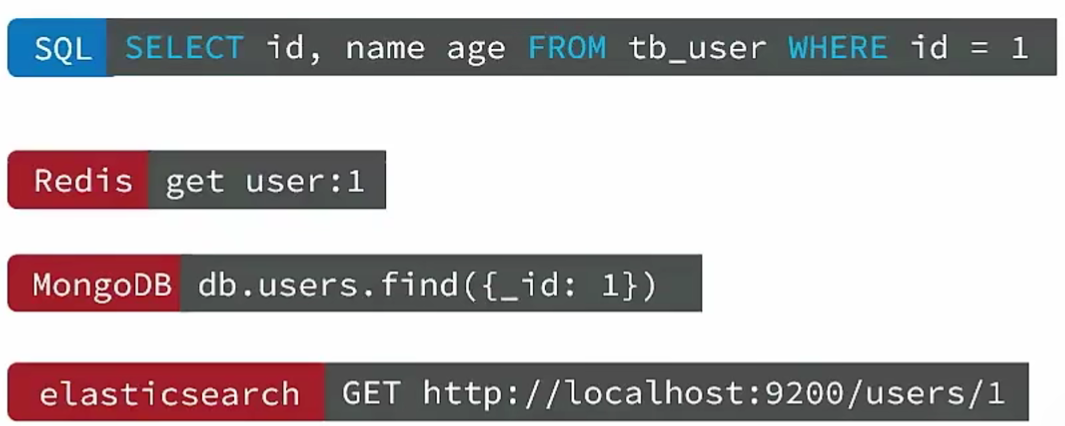 SQL SELECT id, name age FROM tb_user WHERE id = 1
Redis get user:1
MongoDB db.users.find({_id: 1})
elasticsearch GET http://localhost:9200/users/1